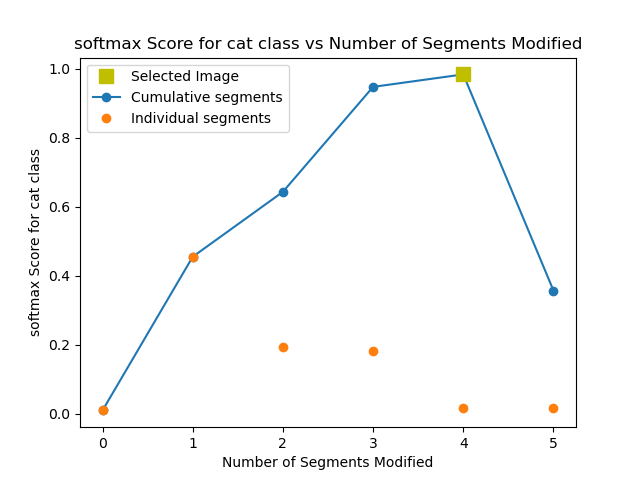 softmax Score for cat class vs Number of Segments Modified
Selected Image
Cumulative segments
Individual segments
softmax Score for cat class
1.0
0.8
0.6
0.4
0.2
0.0
0 1 2 3 4 5
Number of Segments Modified